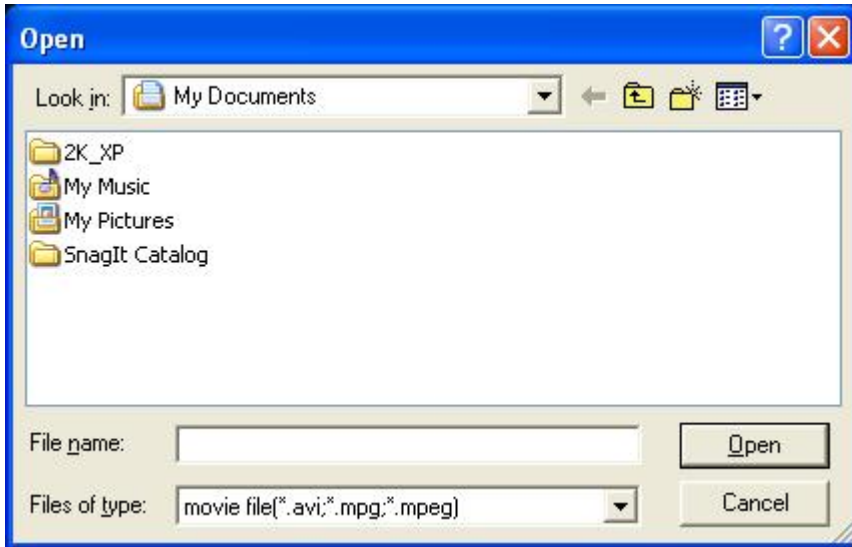 Open
Look in: My Documents
2K_XP
My Music
My Pictures
SnagIt Catalog
File name:
Open
Files of type: movie file(*.avi;*.mpg;*.mpeg)
Cancel